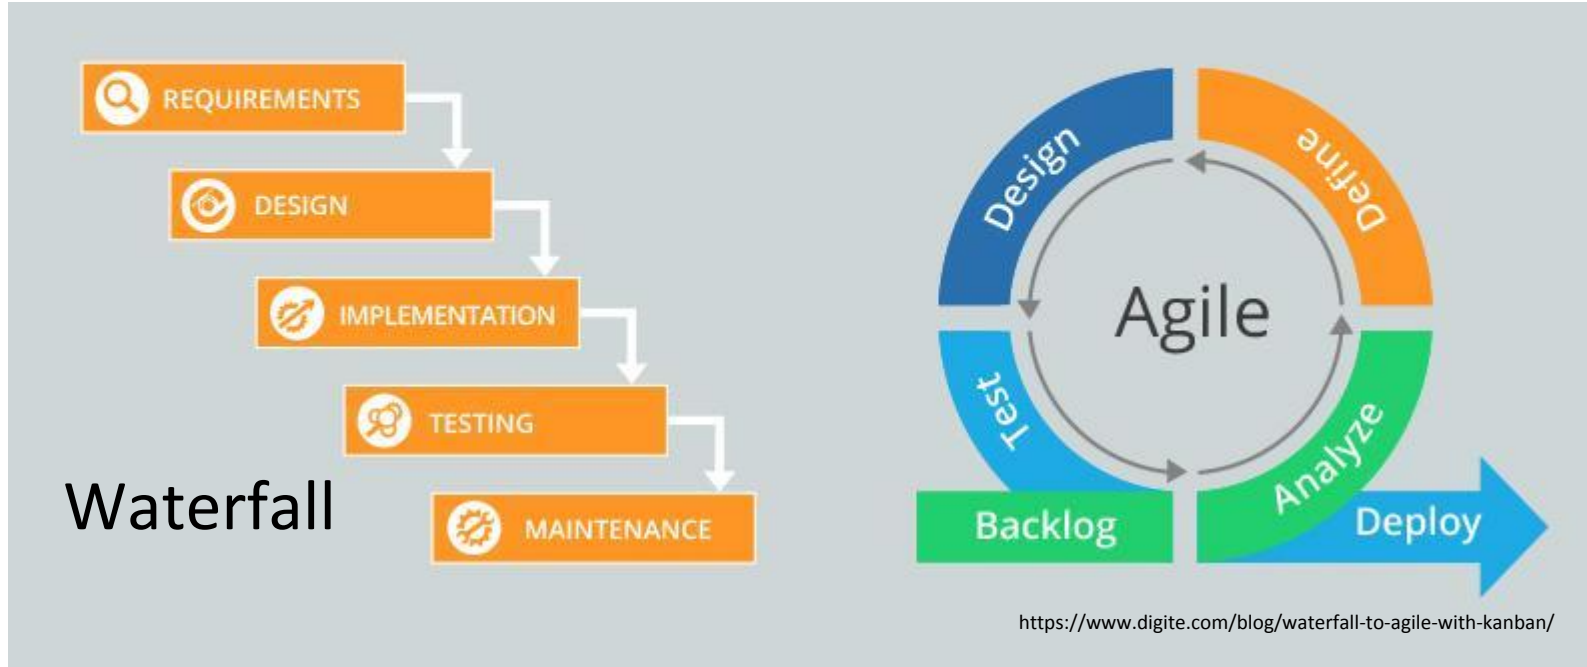 REQUIREMENTS
DESIGN
IMPLEMENTATION
TESTING
MAINTENANCE
Waterfall
Design
Define
Agile
Test
Analyze
Backlog
Deploy
https://www.digite.com/blog/waterfall-to-agile-with-kanban/